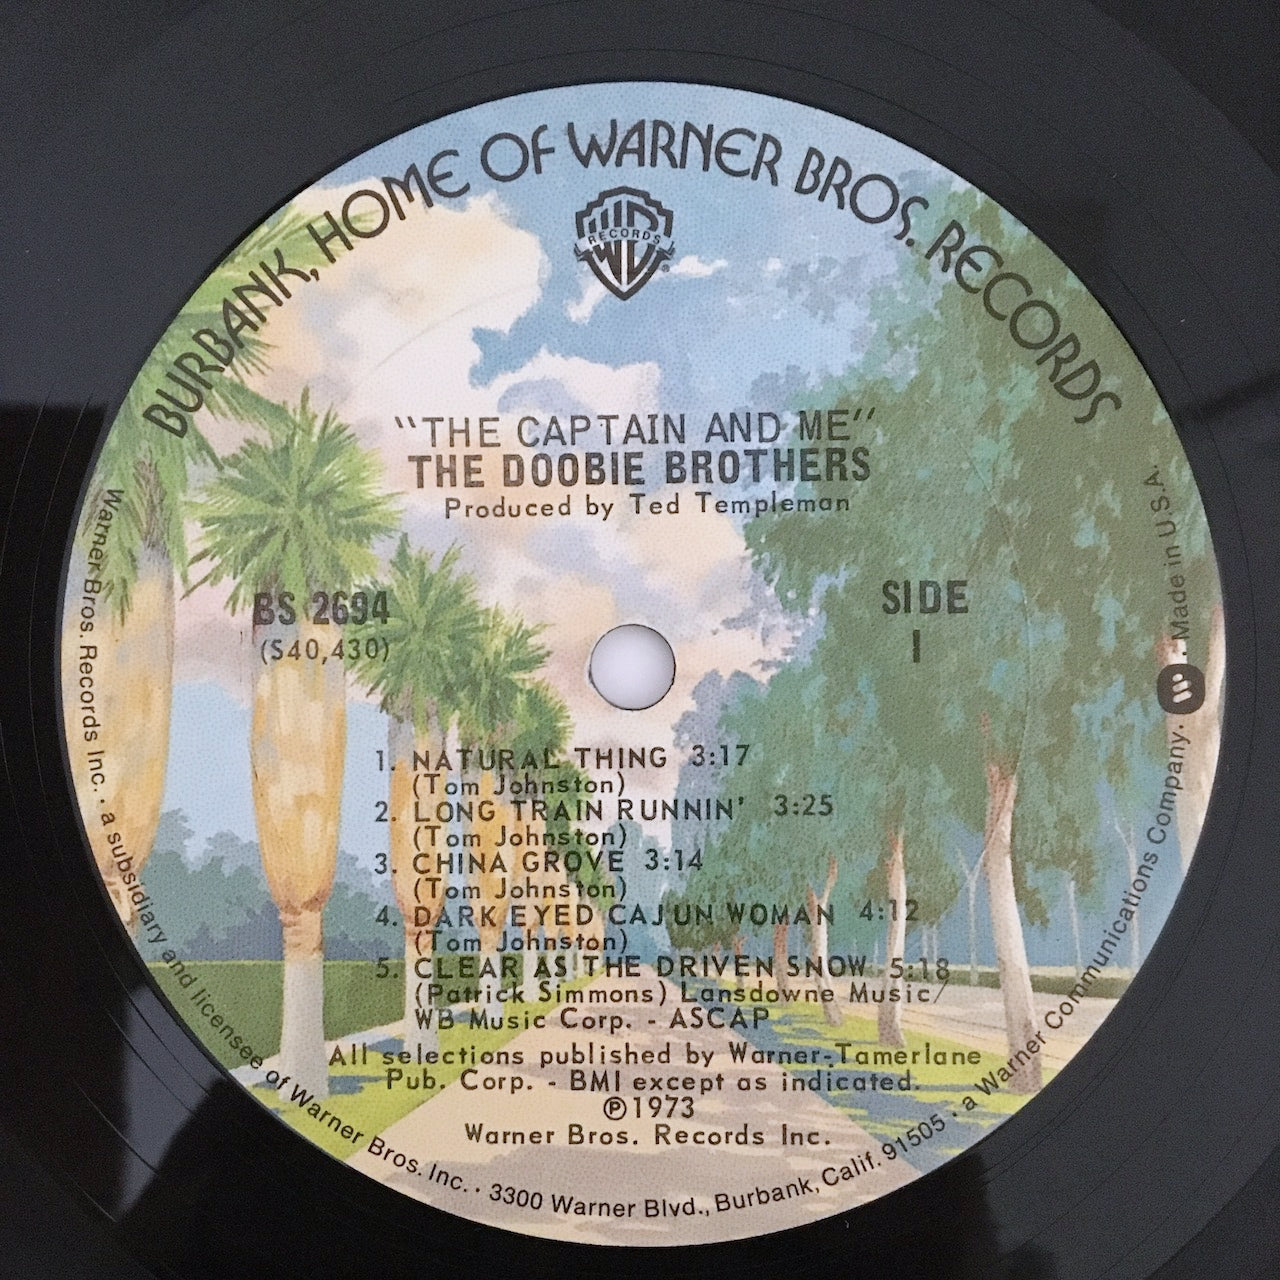 BURBANK, HOME OF WARNER BROS. RECORDS
RECORDS
"THE CAPTAIN AND ME"
THE DOOBIE BROTHERS
Produced by Ted Templeman
BS 2694
(S40,430)
SIDE
1
1. NATURAL THING 3:17
(Tom Johnston)
2. LONG TRAIN RUNNIN' 3:25
(Tom Johnston)
3. CHINA GROVE 3:14
(Tom Johnston)
4. DARK EYED CAJUN WOMAN 4:12
(Tom Johnston)
5. CLEAR AS THE DRIVEN SNOW 5:18
(Patrick Simmons) Lansdowne Music/
WB Music Corp. - ASCAP
All selections published by Warner-Tamerlane
Pub. Corp. - BMI except as indicated.
℗1973
Warner Bros. Records Inc.
Warner Bros. Records Inc. · a subsidiary and licensee of Warner Bros. Inc. · 3300 Warner Blvd., Burbank, Calif. 91505 · a Warner Communications Company. · Made in U.S.A.